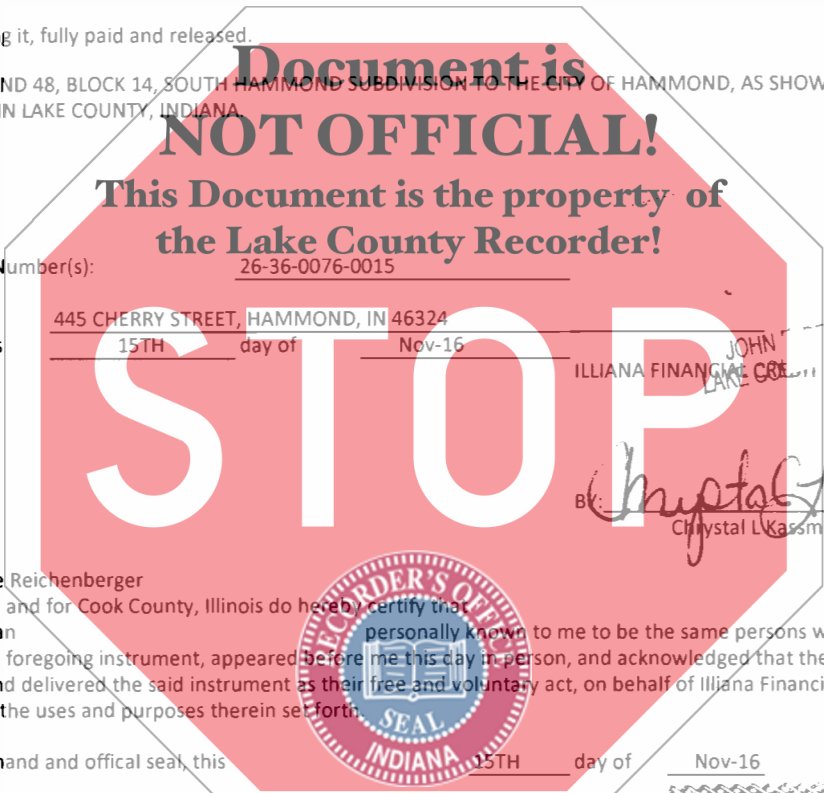 g it, fully paid and released.
Document is
ND 48, BLOCK 14, SOUTH HAMMOND SUBDIVISION TO THE CITY OF HAMMOND, AS SHOW
IN LAKE COUNTY, INDIANA.
NOT OFFICIAL!
This Document is the property of
the Lake County Recorder!
Number(s): 26-36-0076-0015
445 CHERRY STREET, HAMMOND, IN 46324
s 15TH day of Nov-16
JOHN
ILLIANA FINANCIAL CRE
LAKE CO
STOP
BY:
Chrystal L Kassm
e Reichenberger
and for Cook County, Illinois do hereby certify that
an personally known to me to be the same persons w
foregoing instrument, appeared before me this day in person, and acknowledged that the
nd delivered the said instrument as their free and voluntary act, on behalf of Illiana Financi
the uses and purposes therein set forth.
RECORDER'S OFFICE
SEAL
INDIANA
hand and offical seal, this 15TH day of Nov-16